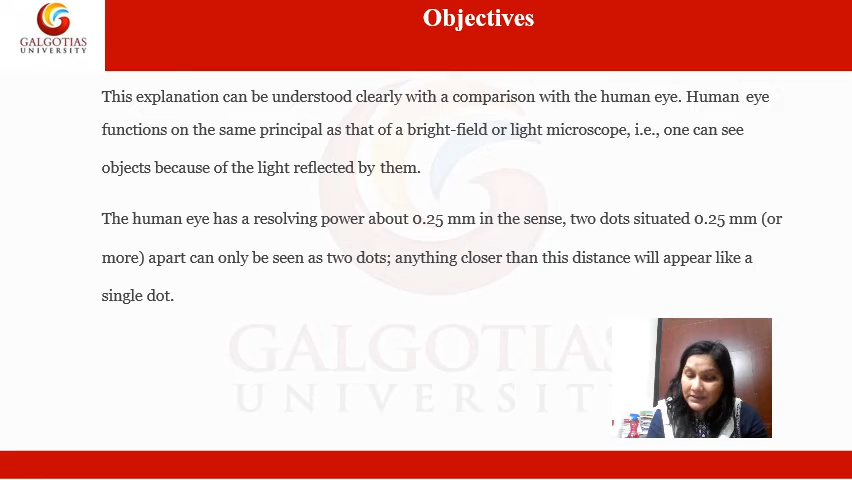 Objectives
GALGOTIAS
UNIVERSITY
This explanation can be understood clearly with a comparison with the human eye. Human eye
functions on the same principal as that of a bright-field or light microscope, i.e., one can see
objects because of the light reflected by them.
The human eye has a resolving power about 0.25 mm in the sense, two dots situated 0.25 mm (or
more) apart can only be seen as two dots; anything closer than this distance will appear like a
single dot.
GALGOTIAS
UNIVERSITY